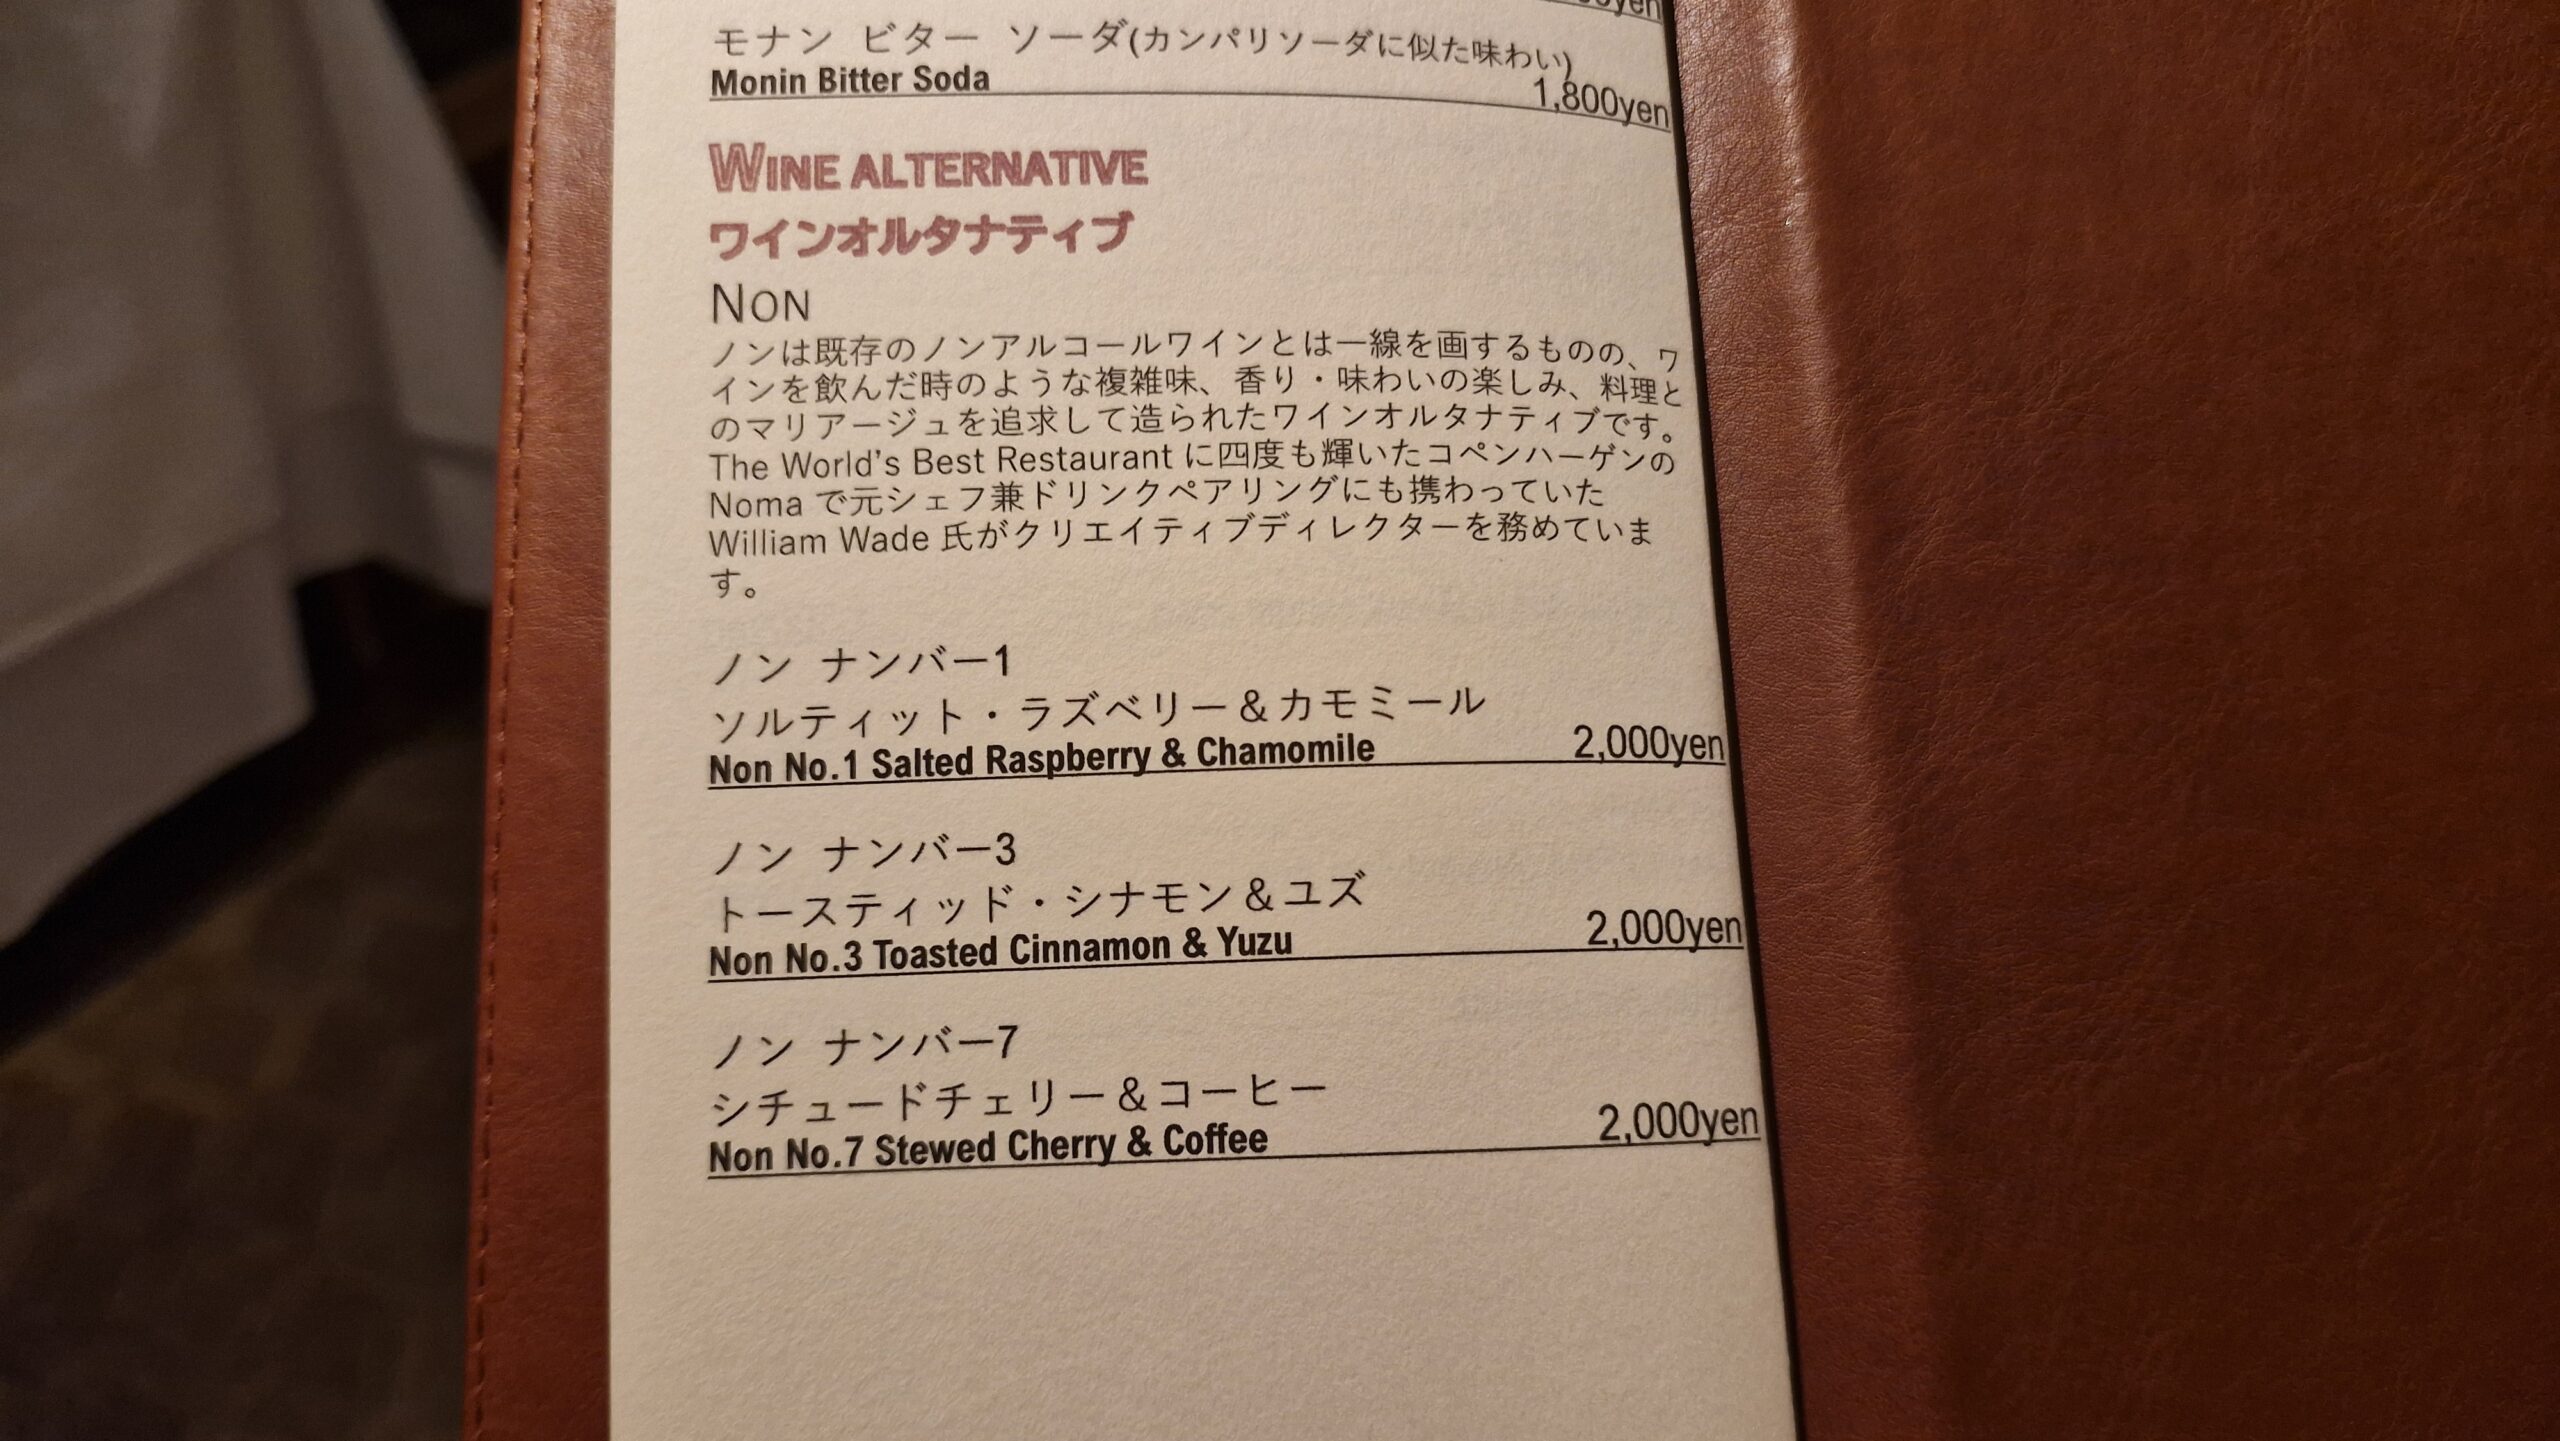 モナン ビター ソーダ(カンパリソーダに似た味わい)
Monin Bitter Soda 1,800yen
WINE ALTERNATIVE
ワインオルタナティブ
NON
ノンは既存のノンアルコールワインとは一線を画するものの、ワ
インを飲んだ時のような複雑味、香り・味わいの楽しみ、料理と
のマリアージュを追求して造られたワインオルタナティブです。
The World's Best Restaurant に四度も輝いたコペンハーゲンの
Noma で元シェフ兼ドリンクペアリングにも携わっていた
William Wade 氏がクリエイティブディレクターを務めていま
す。
ノン ナンバー1
ソルティット・ラズベリー＆カモミール
Non No.1 Salted Raspberry & Chamomile 2,000yen
ノン ナンバー3
トースティッド・シナモン＆ユズ
Non No.3 Toasted Cinnamon & Yuzu 2,000yen
ノン ナンバー7
シチュードチェリー＆コーヒー
Non No.7 Stewed Cherry & Coffee 2,000yen